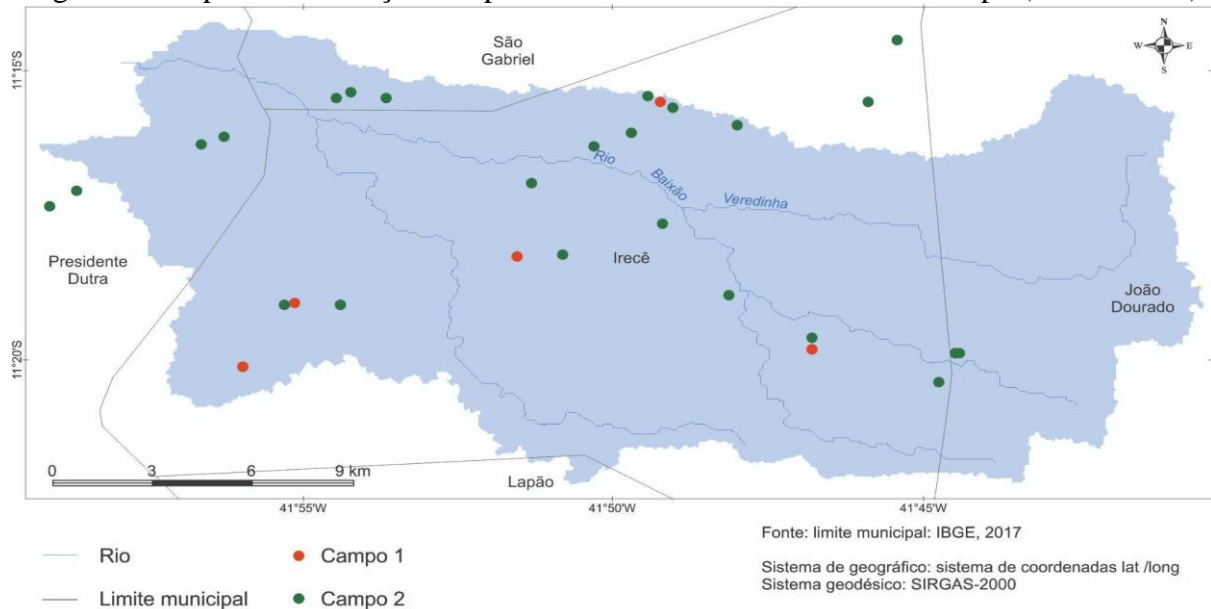 São
Gabriel
N
W E
S
11°15'S
Rio
Baixão
Veredinha
Presidente
Dutra
Irecê
João
Dourado
11°20'S
0 3 6 9 km
Lapão
41°55'W 41°50'W 41°45'W
Fonte: limite municipal: IBGE, 2017
Rio Campo 1
Sistema de geográfico: sistema de coordenadas lat /long
Sistema geodésico: SIRGAS-2000
Limite municipal Campo 2